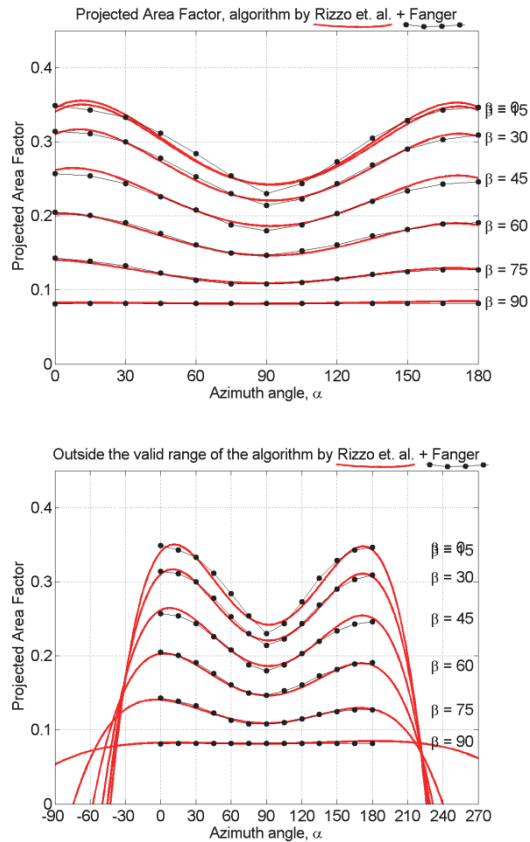 Projected Area Factor, algorithm by Rizzo et. al. + Fanger
0.4
0.3
0.2
0.1
0
Projected Area Factor
β = 15
β = 30
β = 45
β = 60
β = 75
β = 90
0 30 60 90 120 150 180
Azimuth angle, α
Outside the valid range of the algorithm by Rizzo et. al. + Fanger
0.4
0.3
0.2
0.1
0
Projected Area Factor
β = 15
β = 30
β = 45
β = 60
β = 75
β = 90
-90 -60 -30 0 30 60 90 120 150 180 210 240 270
Azimuth angle, α